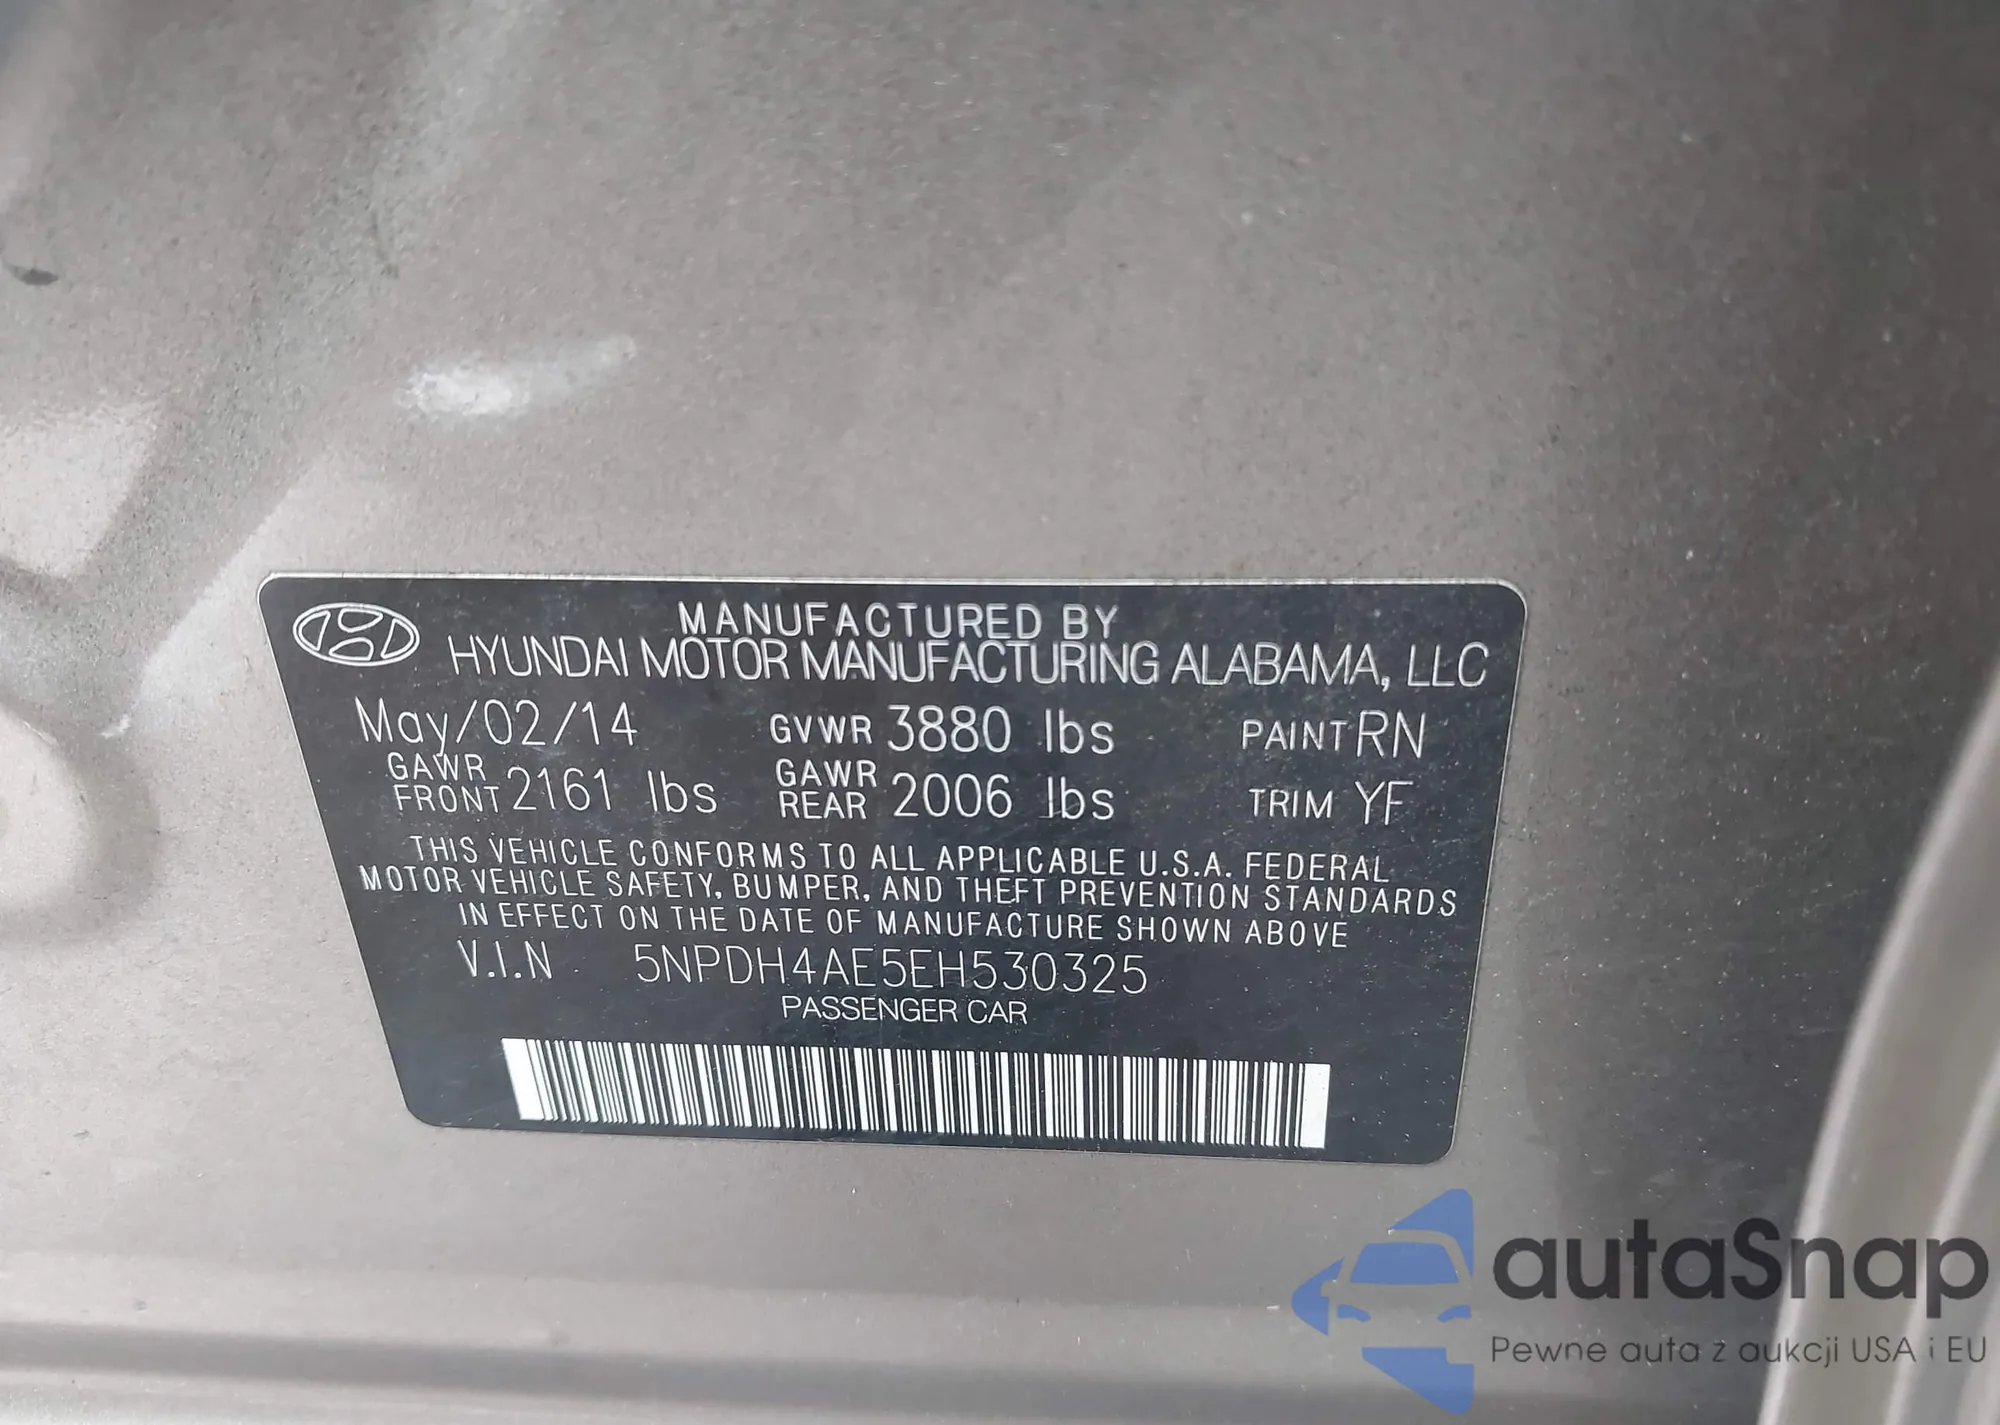 MANUFACTURED BY
HYUNDAI MOTOR MANUFACTURING ALABAMA, LLC
May/02/14 GVWR 3880 lbs PAINT RN
GAWR FRONT 2161 lbs GAWR REAR 2006 lbs TRIM YF
THIS VEHICLE CONFORMS TO ALL APPLICABLE U.S.A. FEDERAL
MOTOR VEHICLE SAFETY, BUMPER, AND THEFT PREVENTION STANDARDS
IN EFFECT ON THE DATE OF MANUFACTURE SHOWN ABOVE
V.I.N 5NPDH4AE5EH530325
PASSENGER CAR
autaSnap
Pewne auta z aukcji USA i EU